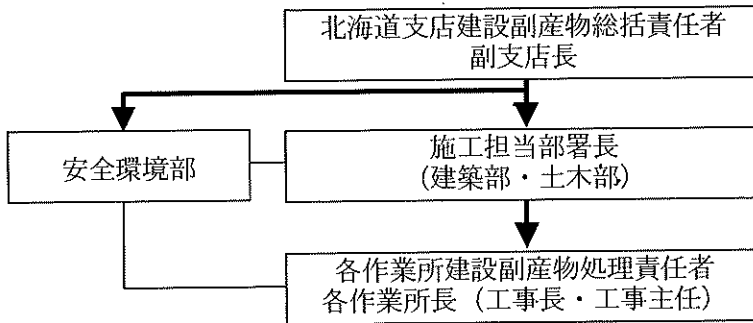 北海道支店建設副産物総括責任者
副支店長
安全環境部
施工担当部署長
(建築部・土木部)
各作業所建設副産物処理責任者
各作業所長（工事長・工事主任）